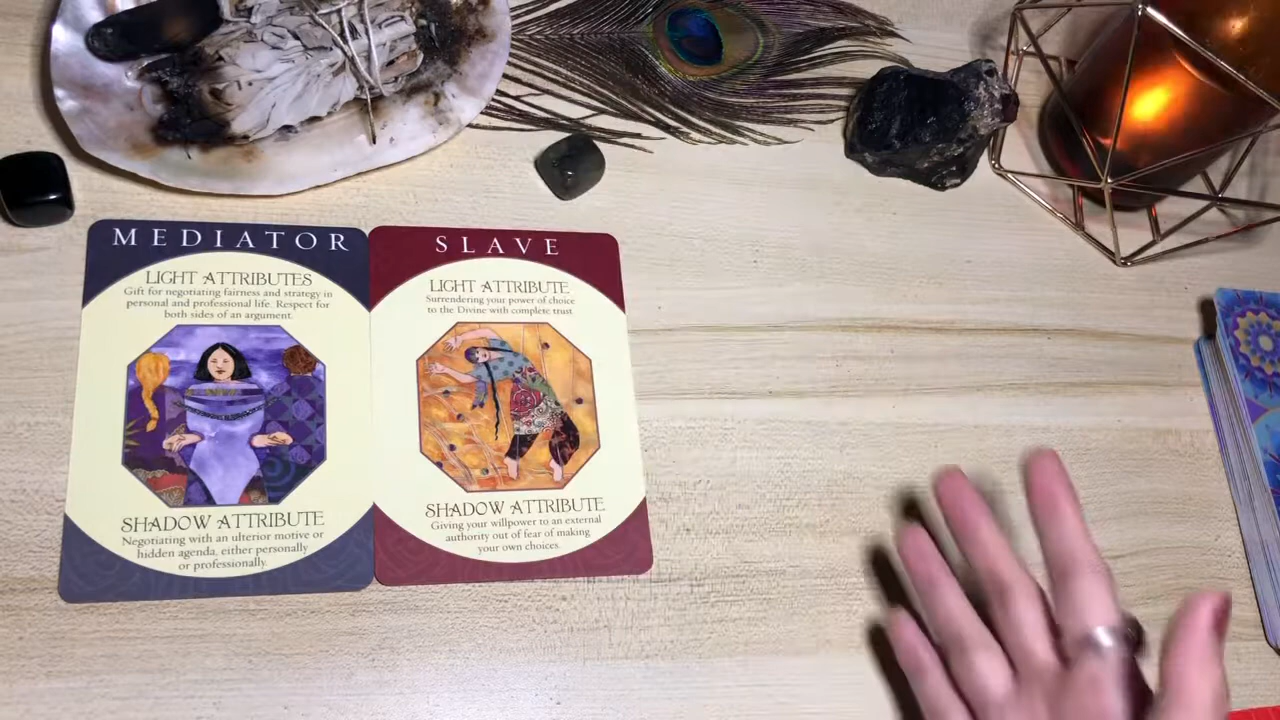 MEDIATOR
LIGHT ATTRIBUTES
Gift for negotiating fairness and strategy in
personal and professional life. Respect for
both sides of an argument.
SHADOW ATTRIBUTE
Negotiating with an ulterior motive or
hidden agenda, either personally
or professionally.
SLAVE
LIGHT ATTRIBUTE
Surrendering your power of choice
to the Divine with complete trust
SHADOW ATTRIBUTE
Giving your willpower to an external
authority out of fear of making
your own choices.